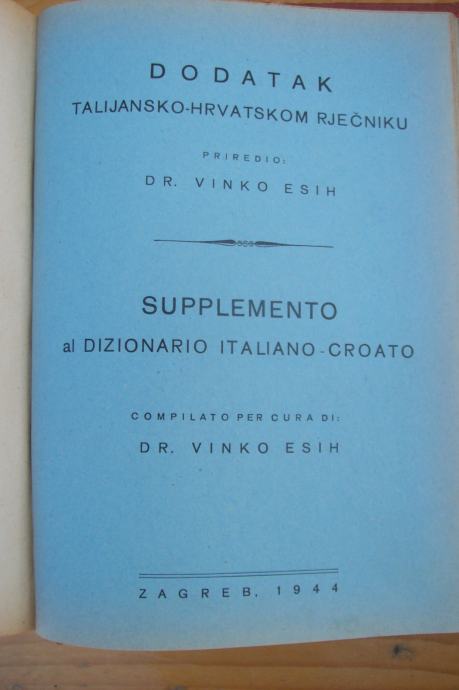 DODATAK
TALIJANSKO-HRVATSKOM RJEČNIKU
PRIREDIO:
DR. VINKO ESIH
SUPPLEMENTO
al DIZIONARIO ITALIANO-CROATO
COMPILATO PER CURA DI:
DR. VINKO ESIH
ZAGREB, 1944